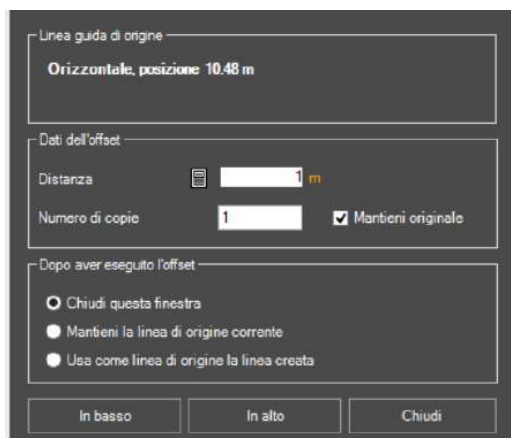 Linea guida di origine
Orizzontale, posizione 10.48 m
Dati dell'offset
Distanza 1 m
Numero di copie 1 Mantieni originale
Dopo aver eseguito l'offset
Chiudi questa finestra
Mantieni la linea di origine corrente
Usa come linea di origine la linea creata
In basso In alto Chiudi